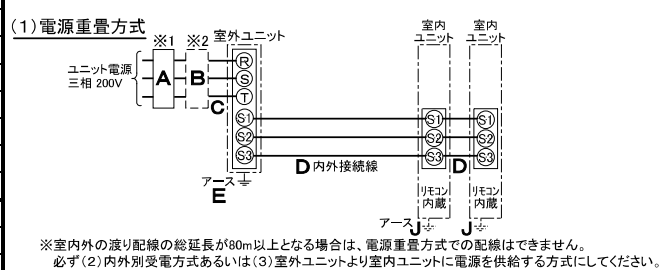 (1)電源重畳方式
※1 ※2 室外ユニット
室内ユニット
室内ユニット
ユニット電源
三相 200V
A
B
C
R
S
T
S1
S2
S3
S1
S2
S3
S1
S2
S3
D 内外接続線
D
アース
E
リモコン内蔵
リモコン内蔵
アース J
J
※室内外の渡り配線の総延長が80m以上となる場合は、電源重畳方式での配線はできません。
必ず(2)内外別受電方式あるいは(3)室外ユニットより室内ユニットに電源を供給する方式にしてください。